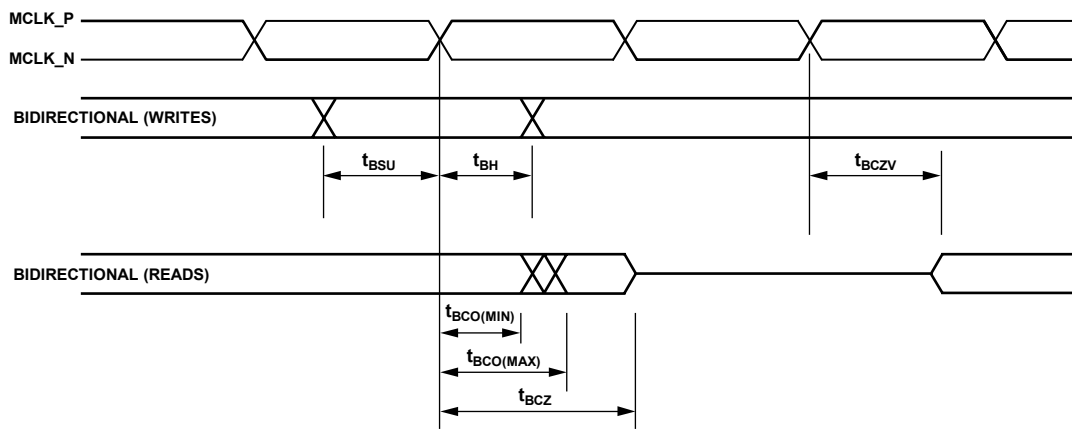 MCLK_P
MCLK_N
BIDIRECTIONAL (WRITES)
tBSU
tBH
tBCZV
BIDIRECTIONAL (READS)
tBCO(MIN)
tBCO(MAX)
tBCZ